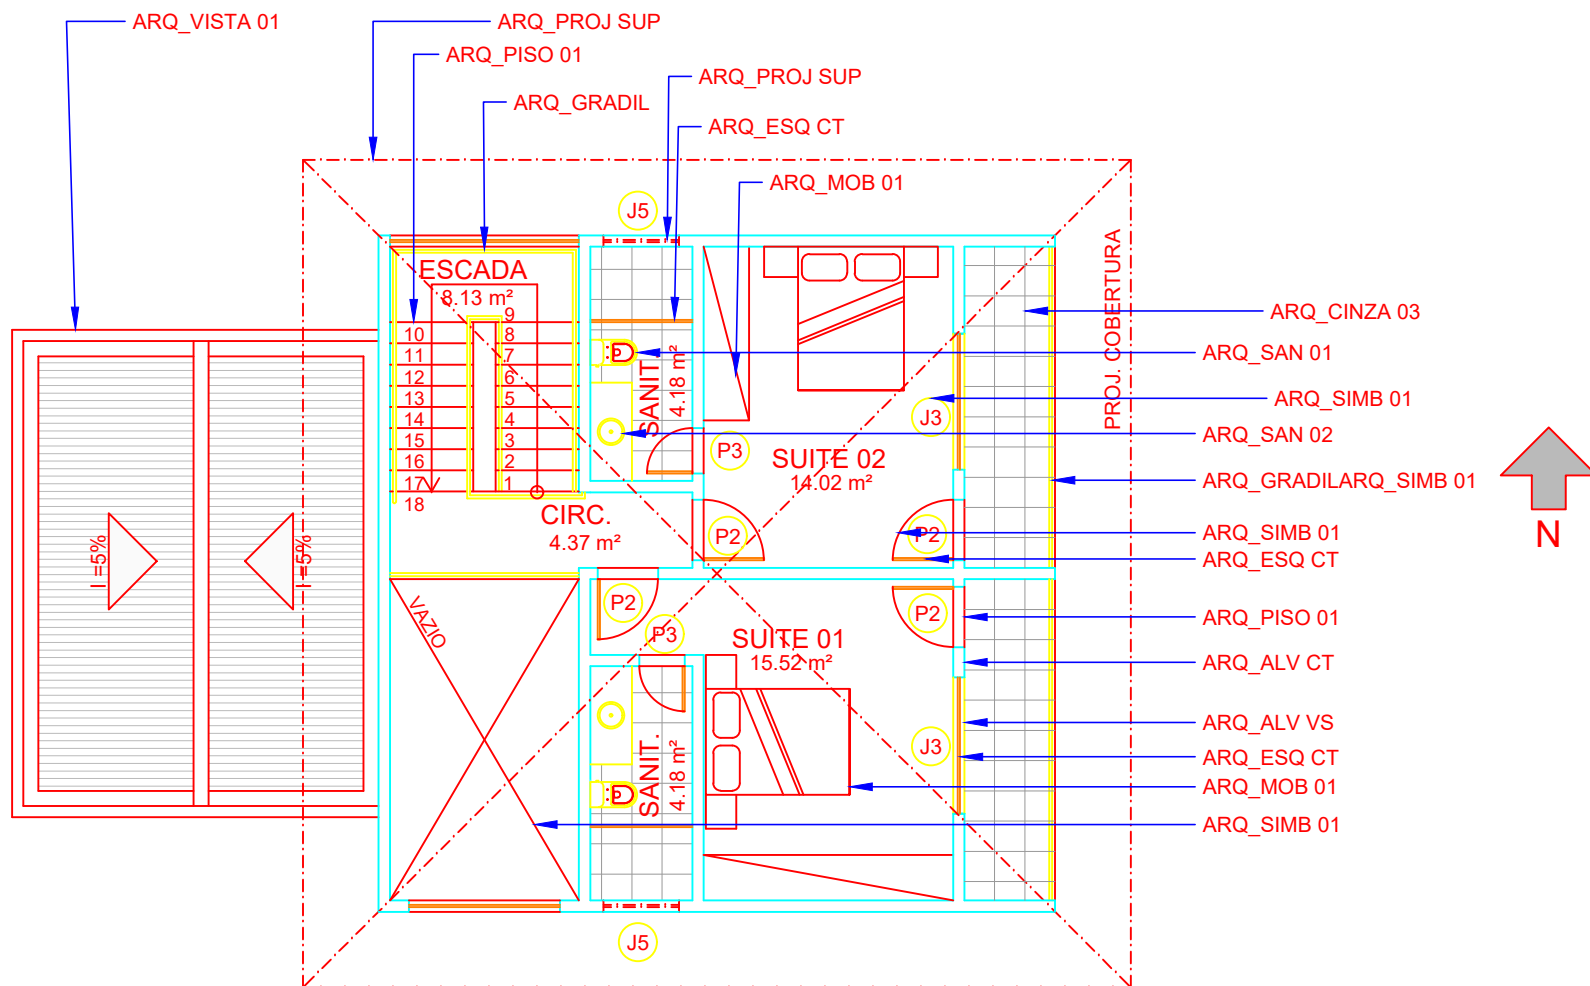 ARQ_VISTA 01
ARQ_PROJ SUP
ARQ_PISO 01
ARQ_PROJ SUP
ARQ_GRADIL
ARQ_ESQ CT
ARQ_MOB 01
J5
ESCADA
8.13 m²
PROJ. COBERTURA
ARQ_CINZA 03
9
10
8
11
7
12
6
13
5
14
4
15
3
16
2
17
1
18
P
SANIT.
4.18 m²
ARQ_SAN 01
ARQ_SIMB 01
J3
ARQ_SAN 02
P3
SUITE 02
14.02 m²
ARQ_GRADILARQ_SIMB 01
CIRC.
4.37 m²
P2
P2
ARQ_SIMB 01
N
I=5%
I=5%
ARQ_ESQ CT
VAZIO
P2
P3
P2
ARQ_PISO 01
SUITE 01
15.52 m²
ARQ_ALV CT
ARQ_ALV VS
J3
ARQ_ESQ CT
SANIT.
4.18 m²
P
ARQ_MOB 01
ARQ_SIMB 01
J5